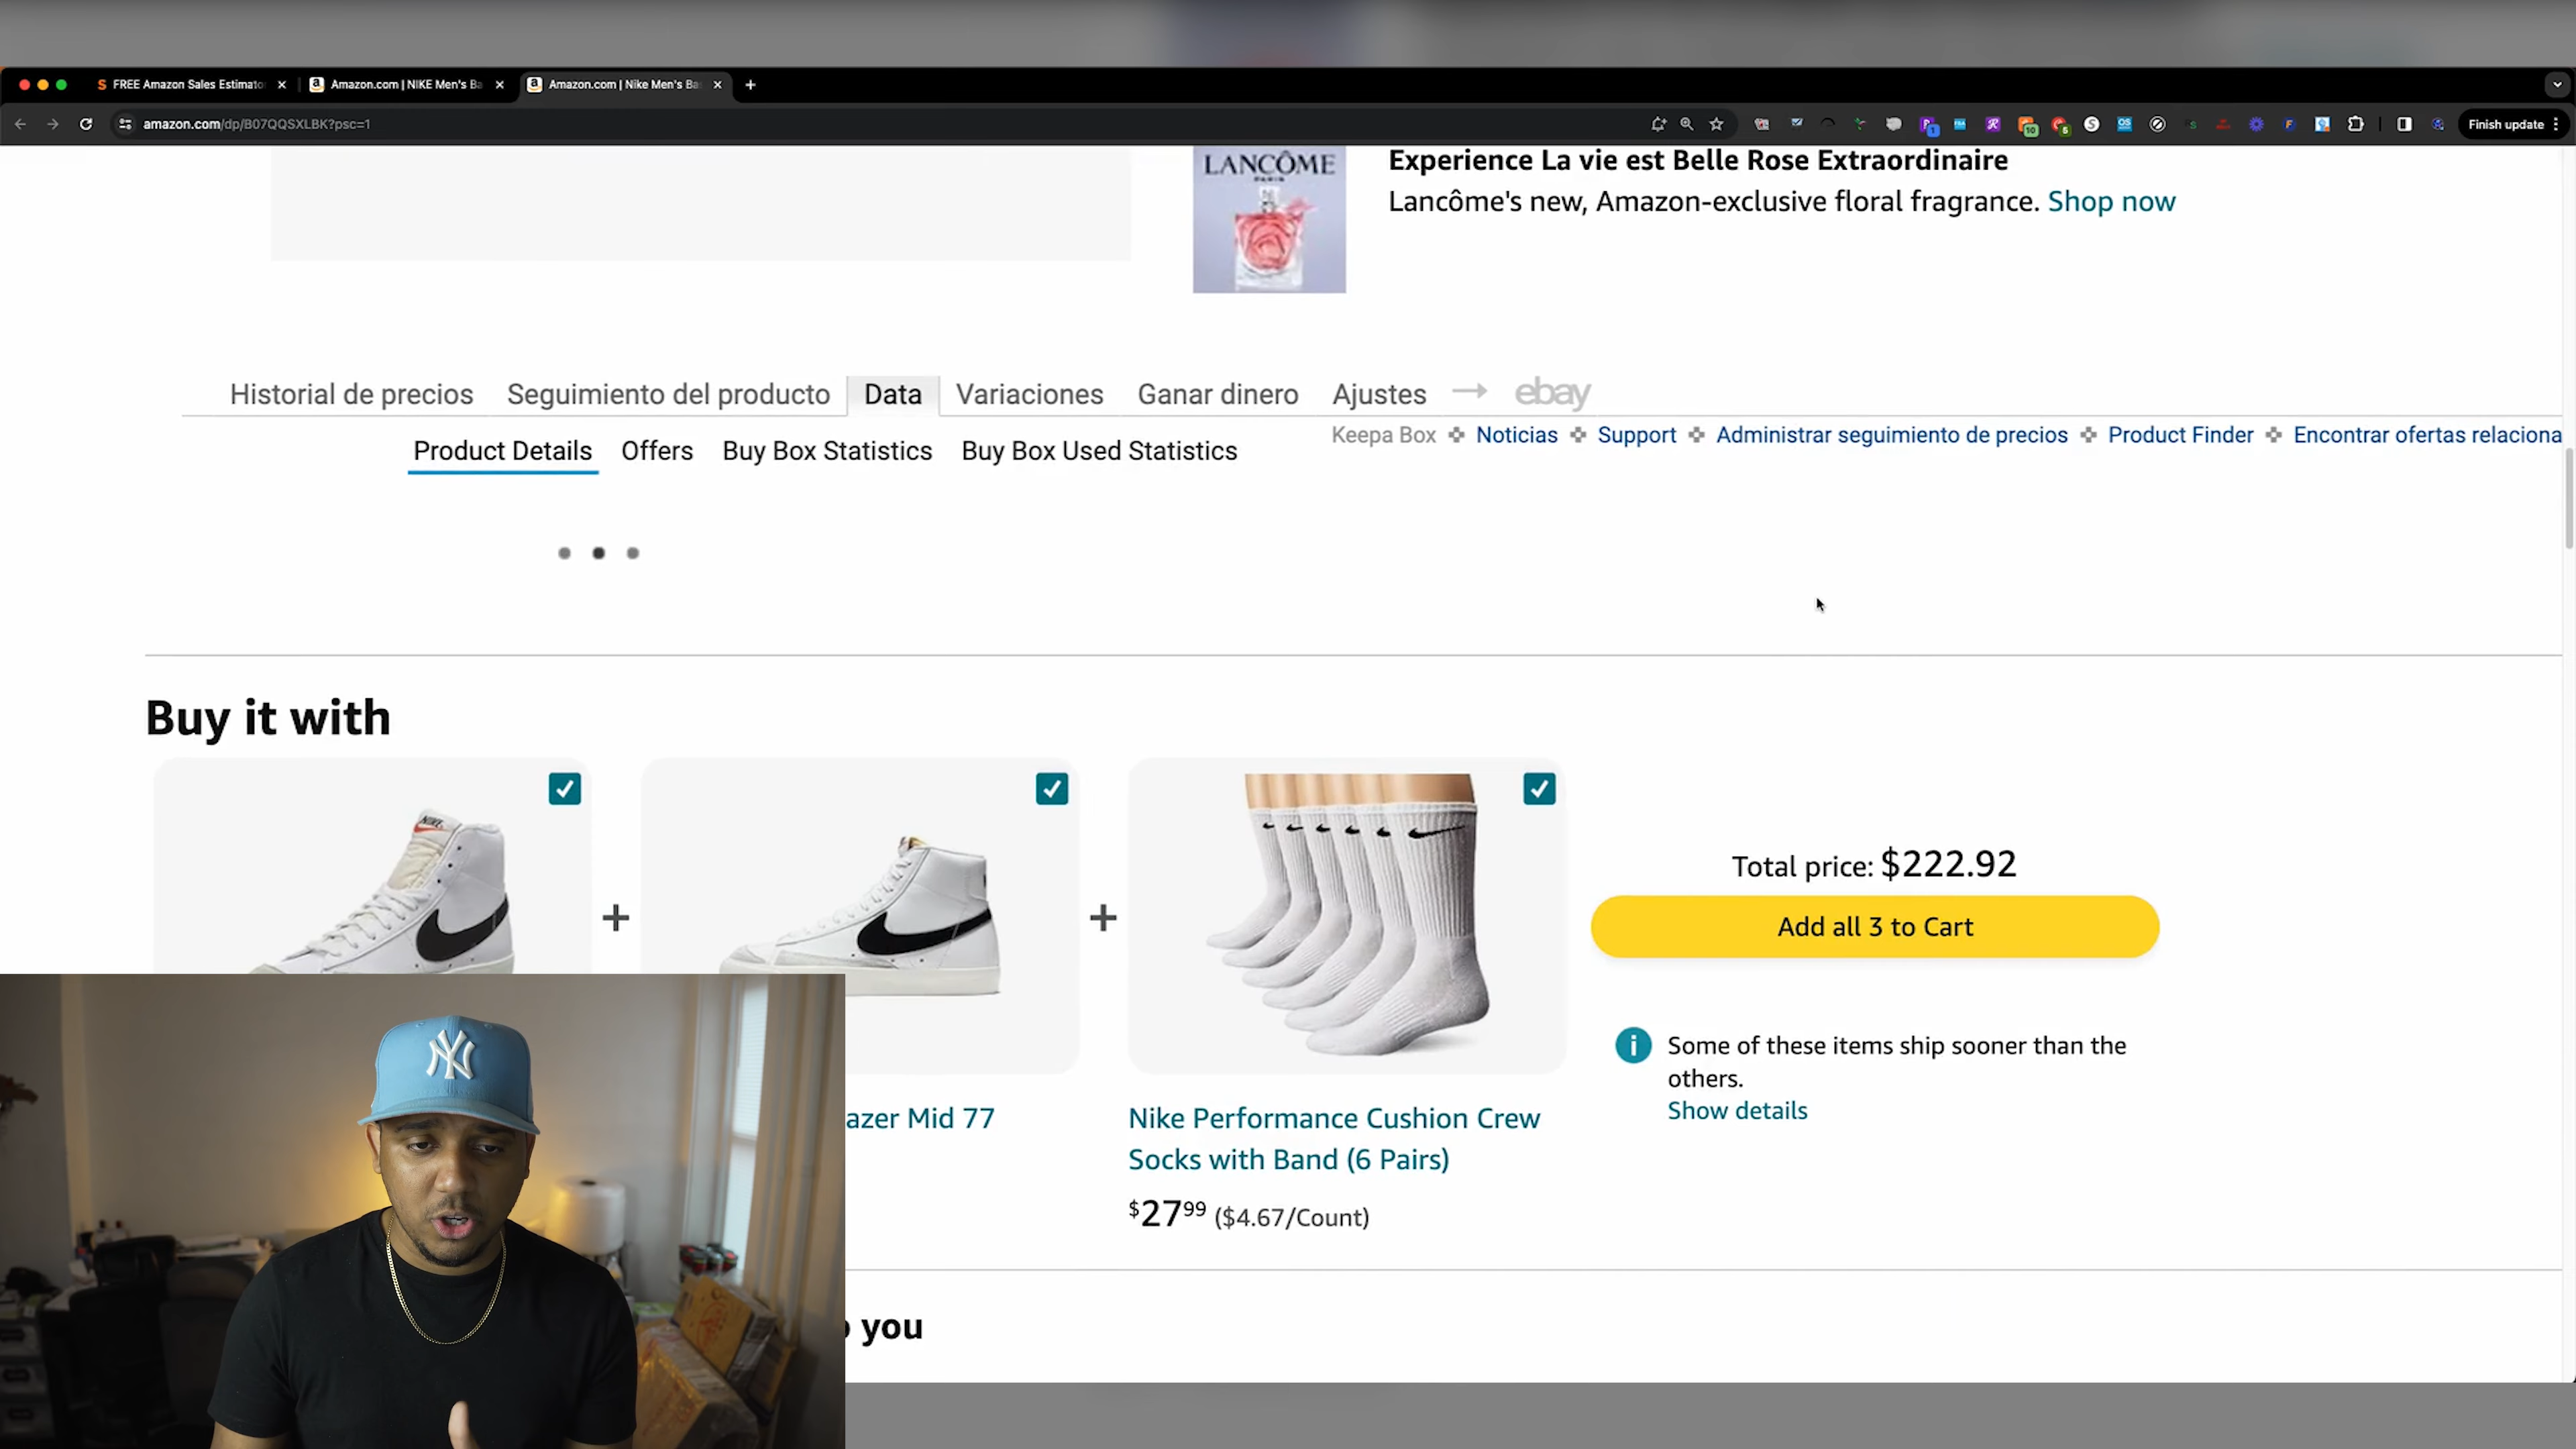 FREE Amazon Sales Estimato
Amazon.com | NIKE Men's Ba
Amazon.com | Nike Men's Ba
amazon.com/dp/B07QQSXLBK?psc=1
Finish update
LANCÔME
PARIS
Experience La vie est Belle Rose Extraordinaire
Lancôme's new, Amazon-exclusive floral fragrance. Shop now
Historial de precios Seguimiento del producto Data Variaciones Ganar dinero Ajustes → ebay
Keepa Box Noticias Support Administrar seguimiento de precios Product Finder Encontrar ofertas relaciona
Product Details Offers Buy Box Statistics Buy Box Used Statistics
Buy it with
NIKE
+
+
Total price: $222.92
Add all 3 to Cart
Some of these items ship sooner than the
others.
Show details
azer Mid 77
Nike Performance Cushion Crew
Socks with Band (6 Pairs)
$27.99 ($4.67/Count)
NY
you